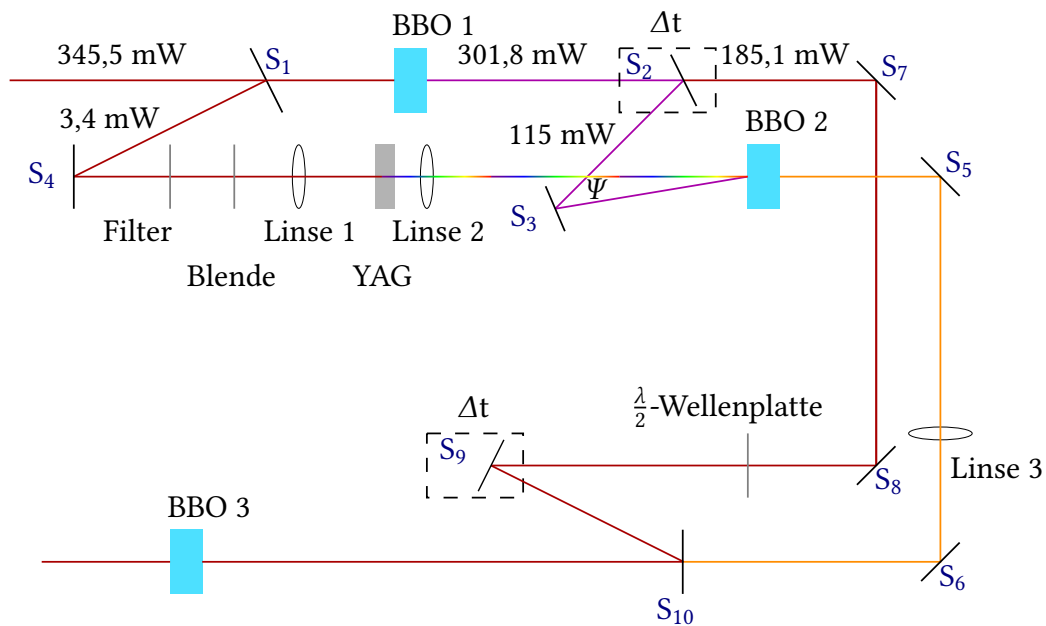 BBO 1
Δt
345,5 mW
S1
301,8 mW
S2
185,1 mW
S7
3,4 mW
115 mW
BBO 2
S4
S5
Ψ
S3
Filter
Linse 1
Linse 2
Blende
YAG
Δt
λ/2-Wellenplatte
S9
Linse 3
S8
BBO 3
S6
S10